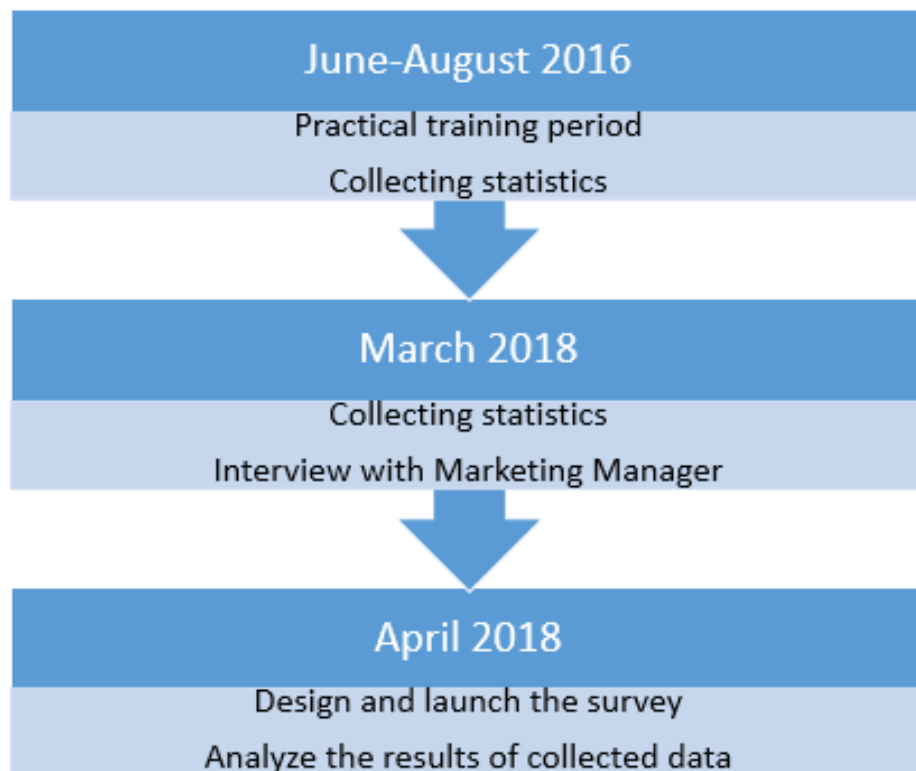 June-August 2016
Practical training period
Collecting statistics
March 2018
Collecting statistics
Interview with Marketing Manager
April 2018
Design and launch the survey
Analyze the results of collected data